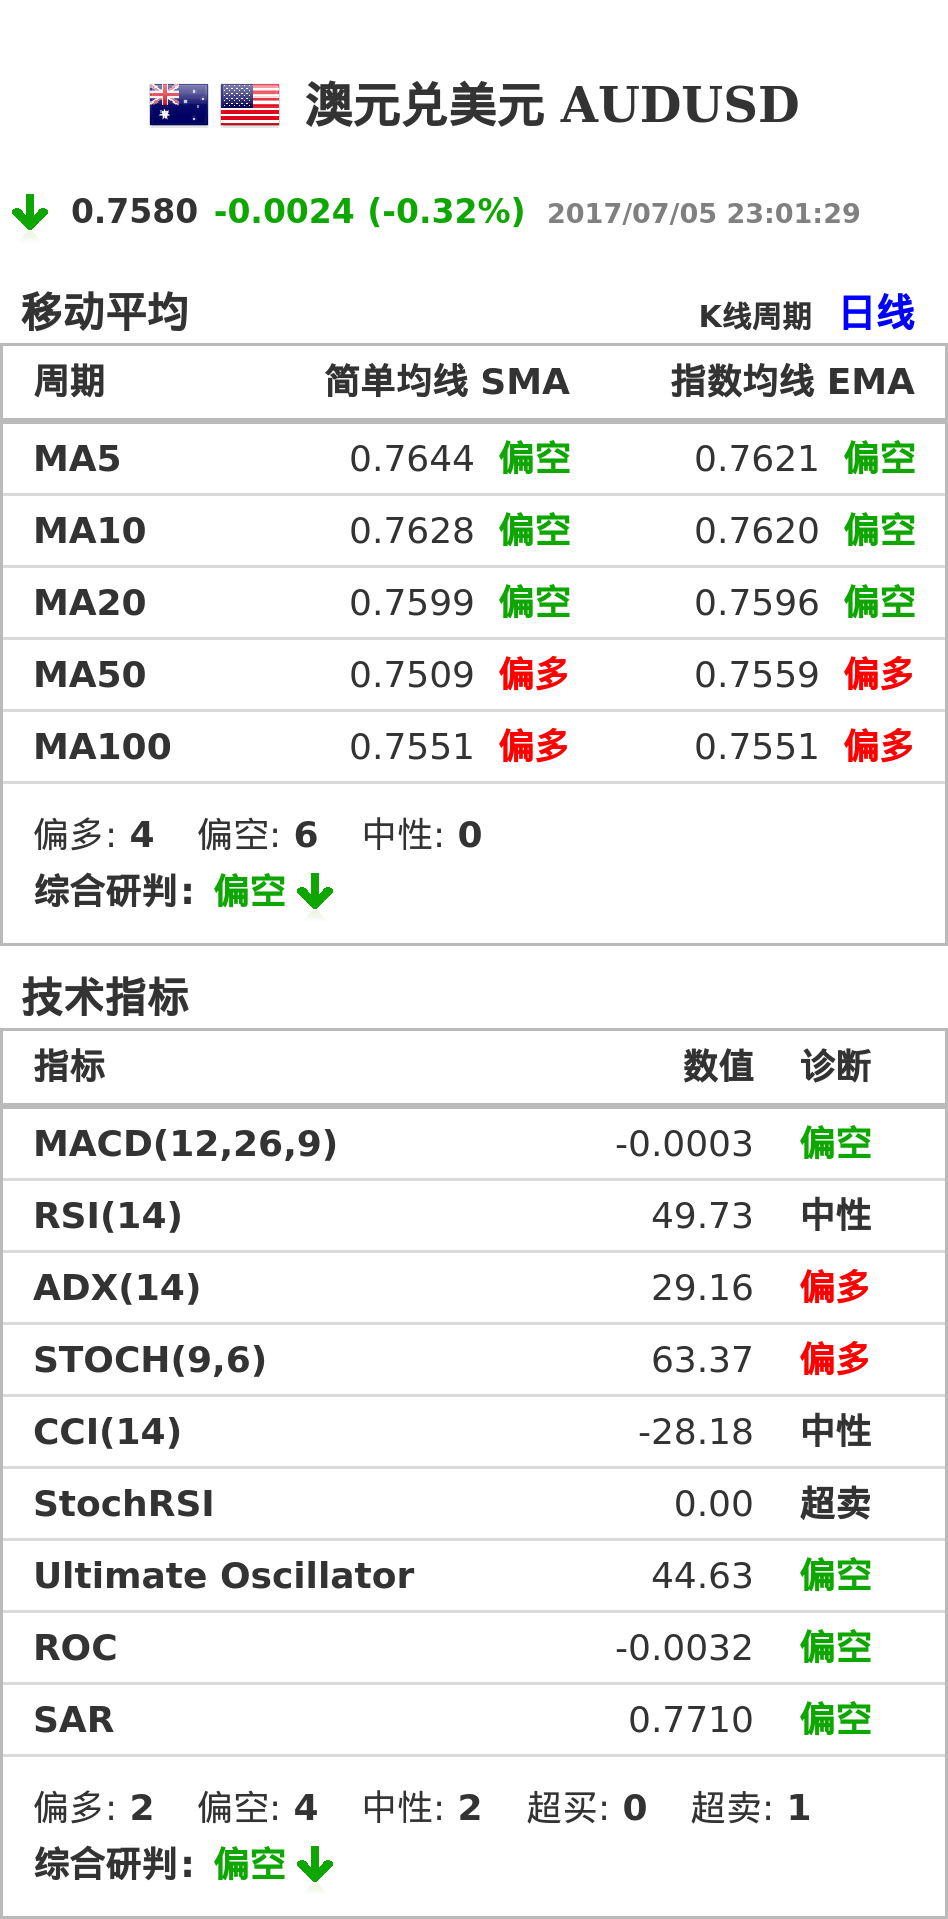 澳元兑美元 AUDUSD
0.7580 -0.0024 (-0.32%) 2017/07/05 23:01:29
移动平均 K线周期 日线
周期 简单均线 SMA 指数均线 EMA
MA5 0.7644 偏空 0.7621 偏空
MA10 0.7628 偏空 0.7620 偏空
MA20 0.7599 偏空 0.7596 偏空
MA50 0.7509 偏多 0.7559 偏多
MA100 0.7551 偏多 0.7551 偏多
偏多: 4 偏空: 6 中性: 0
综合研判: 偏空
技术指标
指标 数值 诊断
MACD(12,26,9) -0.0003 偏空
RSI(14) 49.73 中性
ADX(14) 29.16 偏多
STOCH(9,6) 63.37 偏多
CCI(14) -28.18 中性
StochRSI 0.00 超卖
Ultimate Oscillator 44.63 偏空
ROC -0.0032 偏空
SAR 0.7710 偏空
偏多: 2 偏空: 4 中性: 2 超买: 0 超卖: 1
综合研判: 偏空